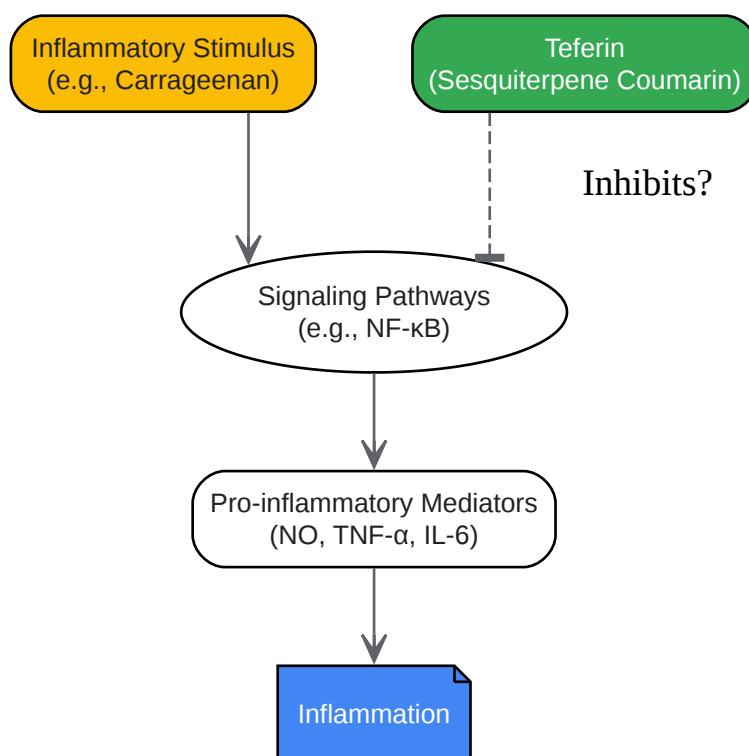 Inflammatory Stimulus
(e.g., Carrageenan)
Teferin
(Sesquiterpene Coumarin)
Inhibits?
Signaling Pathways
(e.g., NF-κB)
Pro-inflammatory Mediators
(NO, TNF-α, IL-6)
Inflammation